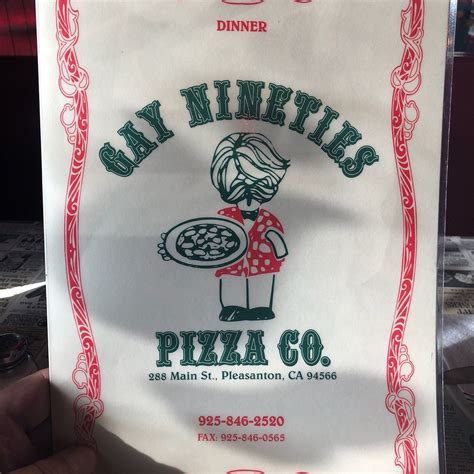 DINNER
GAY NINETIES
PIZZA CO.
288 Main St., Pleasanton, CA 94566
925-846-2520
FAX: 925-846-0565